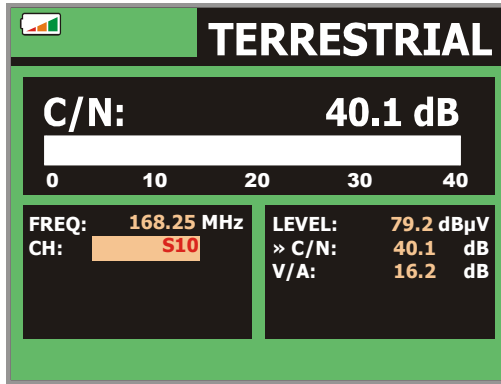 TERRESTRIAL
C/N: 40.1 dB
0 10 20 30 40
FREQ: 168.25 MHz
CH: S10
LEVEL: 79.2 dBµV
» C/N: 40.1 dB
V/A: 16.2 dB